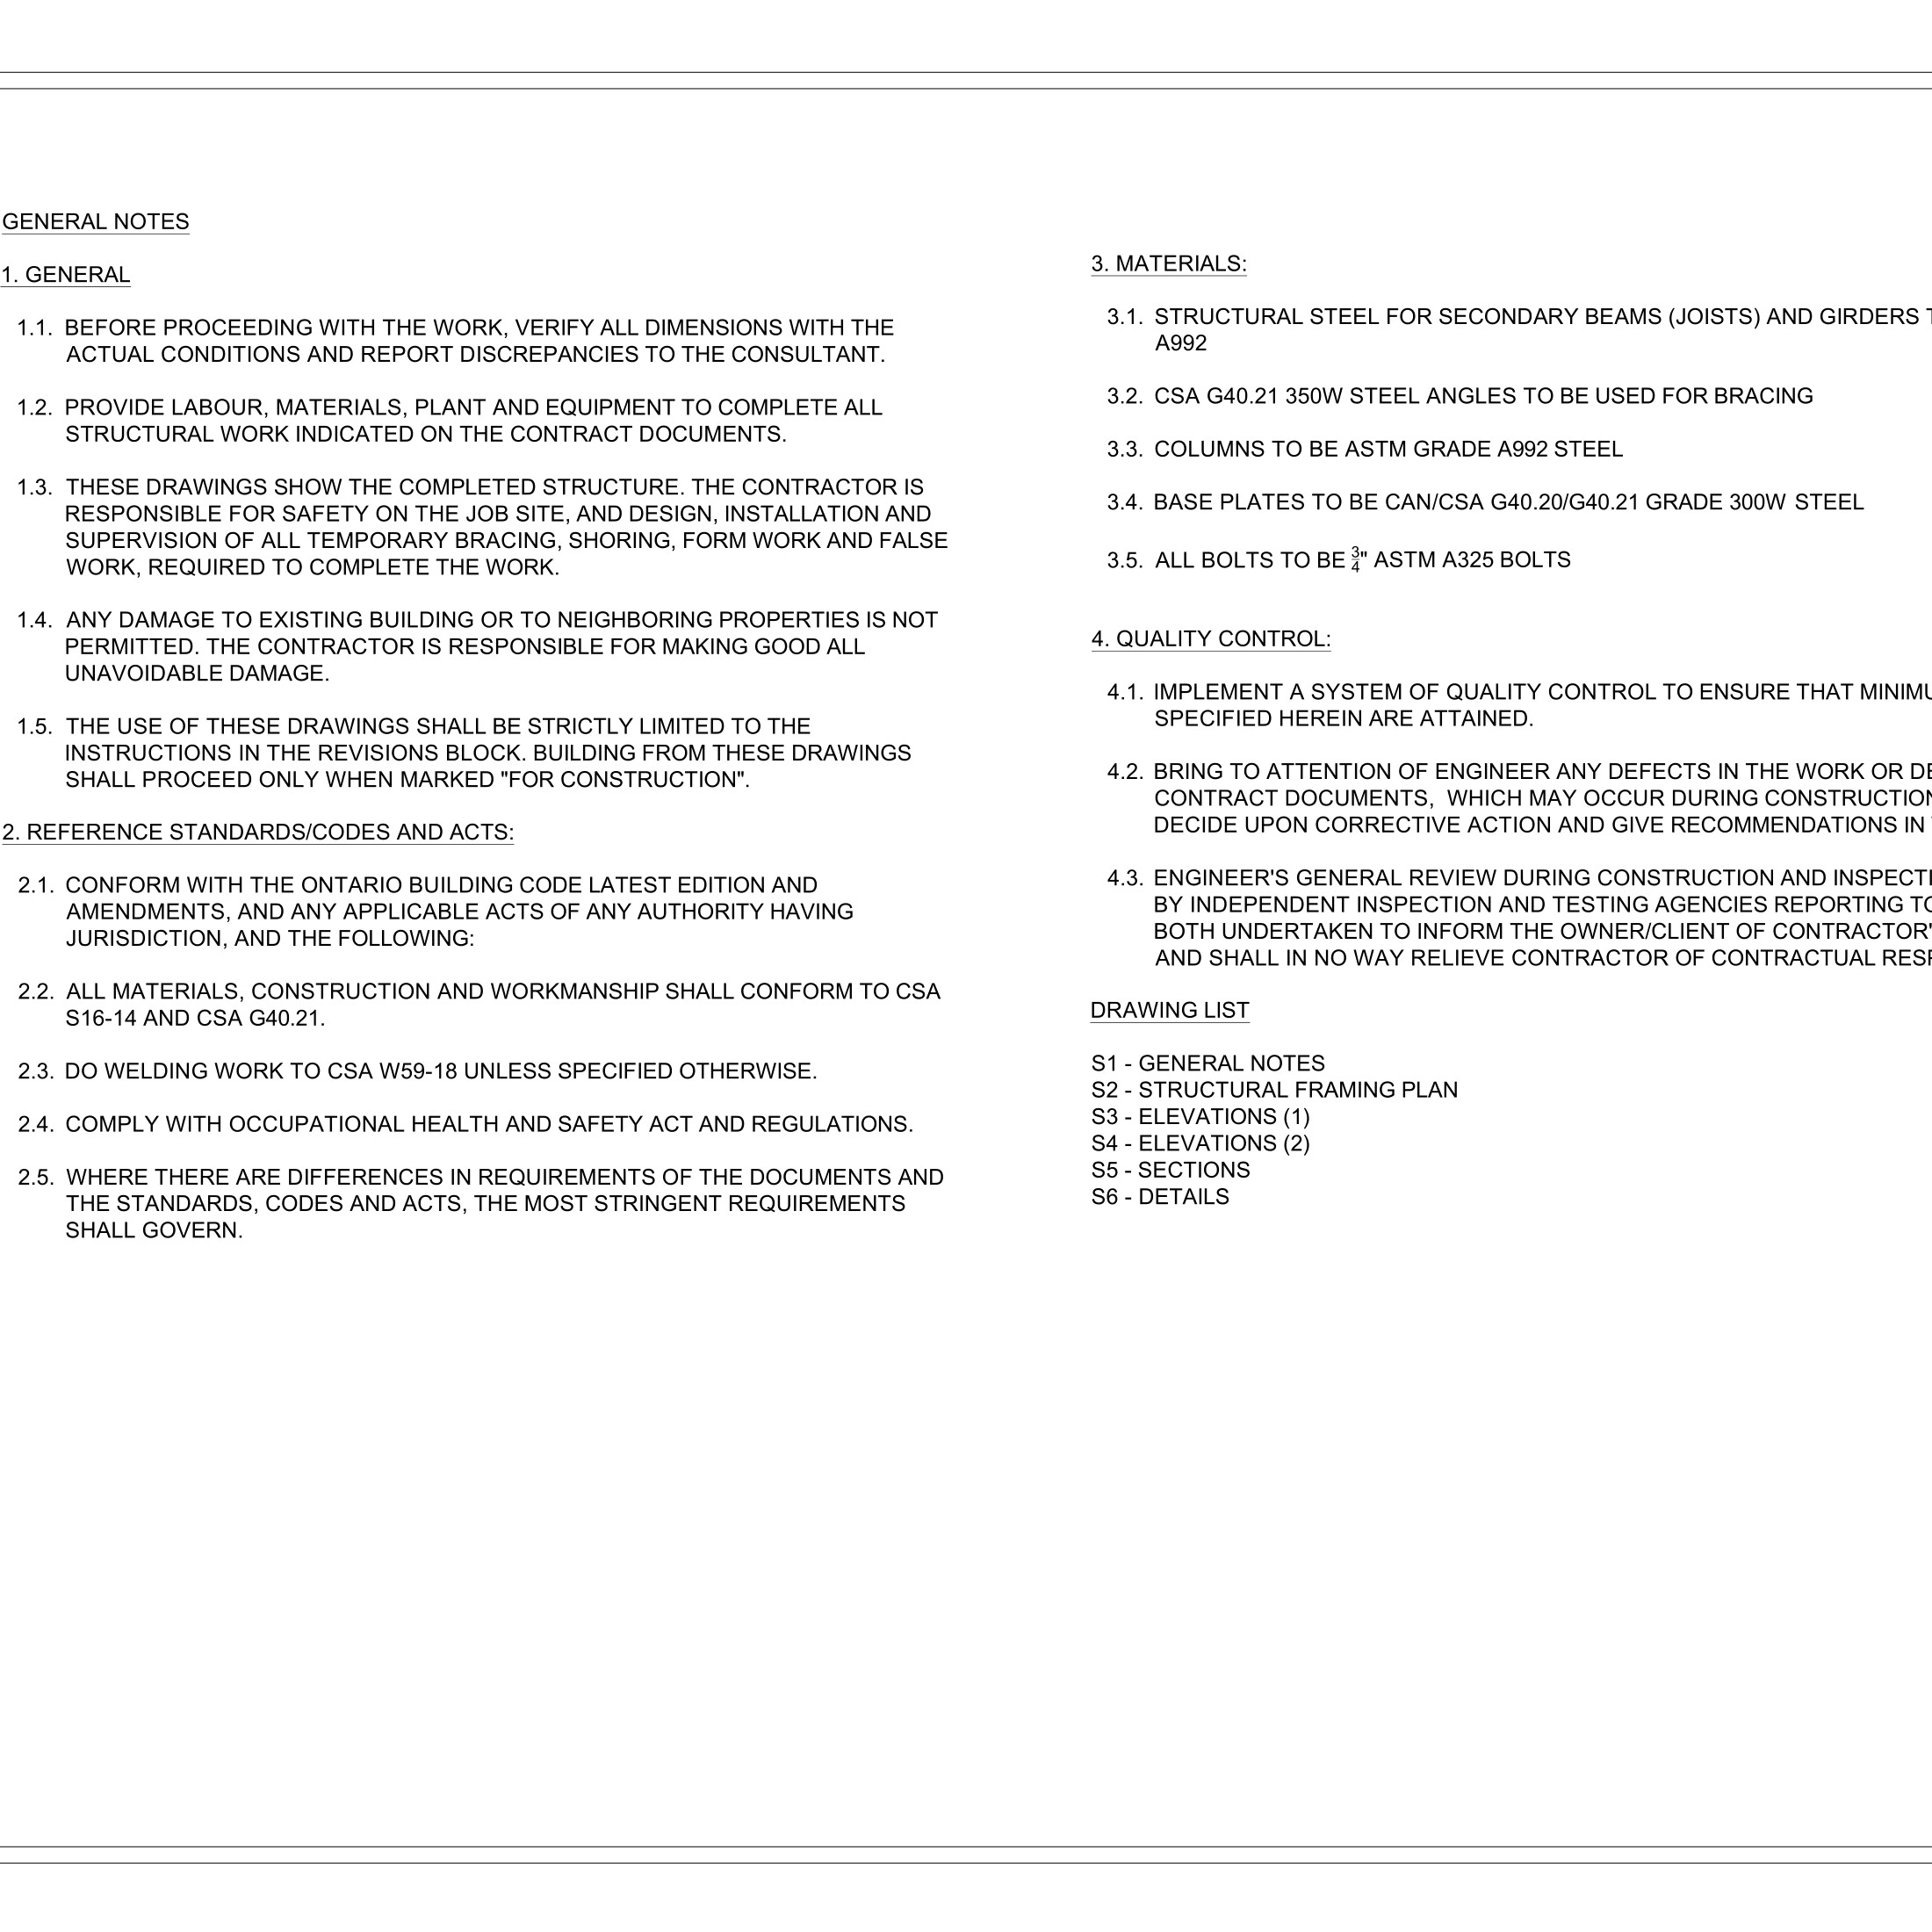 GENERAL NOTES
1. GENERAL
1.1. BEFORE PROCEEDING WITH THE WORK, VERIFY ALL DIMENSIONS WITH THE
ACTUAL CONDITIONS AND REPORT DISCREPANCIES TO THE CONSULTANT.
1.2. PROVIDE LABOUR, MATERIALS, PLANT AND EQUIPMENT TO COMPLETE ALL
STRUCTURAL WORK INDICATED ON THE CONTRACT DOCUMENTS.
1.3. THESE DRAWINGS SHOW THE COMPLETED STRUCTURE. THE CONTRACTOR IS
RESPONSIBLE FOR SAFETY ON THE JOB SITE, AND DESIGN, INSTALLATION AND
SUPERVISION OF ALL TEMPORARY BRACING, SHORING, FORM WORK AND FALSE
WORK, REQUIRED TO COMPLETE THE WORK.
1.4. ANY DAMAGE TO EXISTING BUILDING OR TO NEIGHBORING PROPERTIES IS NOT
PERMITTED. THE CONTRACTOR IS RESPONSIBLE FOR MAKING GOOD ALL
UNAVOIDABLE DAMAGE.
1.5. THE USE OF THESE DRAWINGS SHALL BE STRICTLY LIMITED TO THE
INSTRUCTIONS IN THE REVISIONS BLOCK. BUILDING FROM THESE DRAWINGS
SHALL PROCEED ONLY WHEN MARKED "FOR CONSTRUCTION".
2. REFERENCE STANDARDS/CODES AND ACTS:
2.1. CONFORM WITH THE ONTARIO BUILDING CODE LATEST EDITION AND
AMENDMENTS, AND ANY APPLICABLE ACTS OF ANY AUTHORITY HAVING
JURISDICTION, AND THE FOLLOWING:
2.2. ALL MATERIALS, CONSTRUCTION AND WORKMANSHIP SHALL CONFORM TO CSA
S16-14 AND CSA G40.21.
2.3. DO WELDING WORK TO CSA W59-18 UNLESS SPECIFIED OTHERWISE.
2.4. COMPLY WITH OCCUPATIONAL HEALTH AND SAFETY ACT AND REGULATIONS.
2.5. WHERE THERE ARE DIFFERENCES IN REQUIREMENTS OF THE DOCUMENTS AND
THE STANDARDS, CODES AND ACTS, THE MOST STRINGENT REQUIREMENTS
SHALL GOVERN.
3. MATERIALS:
3.1. STRUCTURAL STEEL FOR SECONDARY BEAMS (JOISTS) AND GIRDERS
A992
3.2. CSA G40.21 350W STEEL ANGLES TO BE USED FOR BRACING
3.3. COLUMNS TO BE ASTM GRADE A992 STEEL
3.4. BASE PLATES TO BE CAN/CSA G40.20/G40.21 GRADE 300W STEEL
3.5. ALL BOLTS TO BE 3/4" ASTM A325 BOLTS
4. QUALITY CONTROL:
4.1. IMPLEMENT A SYSTEM OF QUALITY CONTROL TO ENSURE THAT
SPECIFIED HEREIN ARE ATTAINED.
4.2. BRING TO ATTENTION OF ENGINEER ANY DEFECTS IN THE WORK OR
CONTRACT DOCUMENTS, WHICH MAY OCCUR DURING
DECIDE UPON CORRECTIVE ACTION AND GIVE RECOMMENDATIONS IN
4.3. ENGINEER'S GENERAL REVIEW DURING CONSTRUCTION AND
BY INDEPENDENT INSPECTION AND TESTING AGENCIES REPORTING
BOTH UNDERTAKEN TO INFORM THE OWNER/CLIENT OF
AND SHALL IN NO WAY RELIEVE CONTRACTOR OF CONTRACTUAL
DRAWING LIST
S1 - GENERAL NOTES
S2 - STRUCTURAL FRAMING PLAN
S3 - ELEVATIONS (1)
S4 - ELEVATIONS (2)
S5 - SECTIONS
S6 - DETAILS